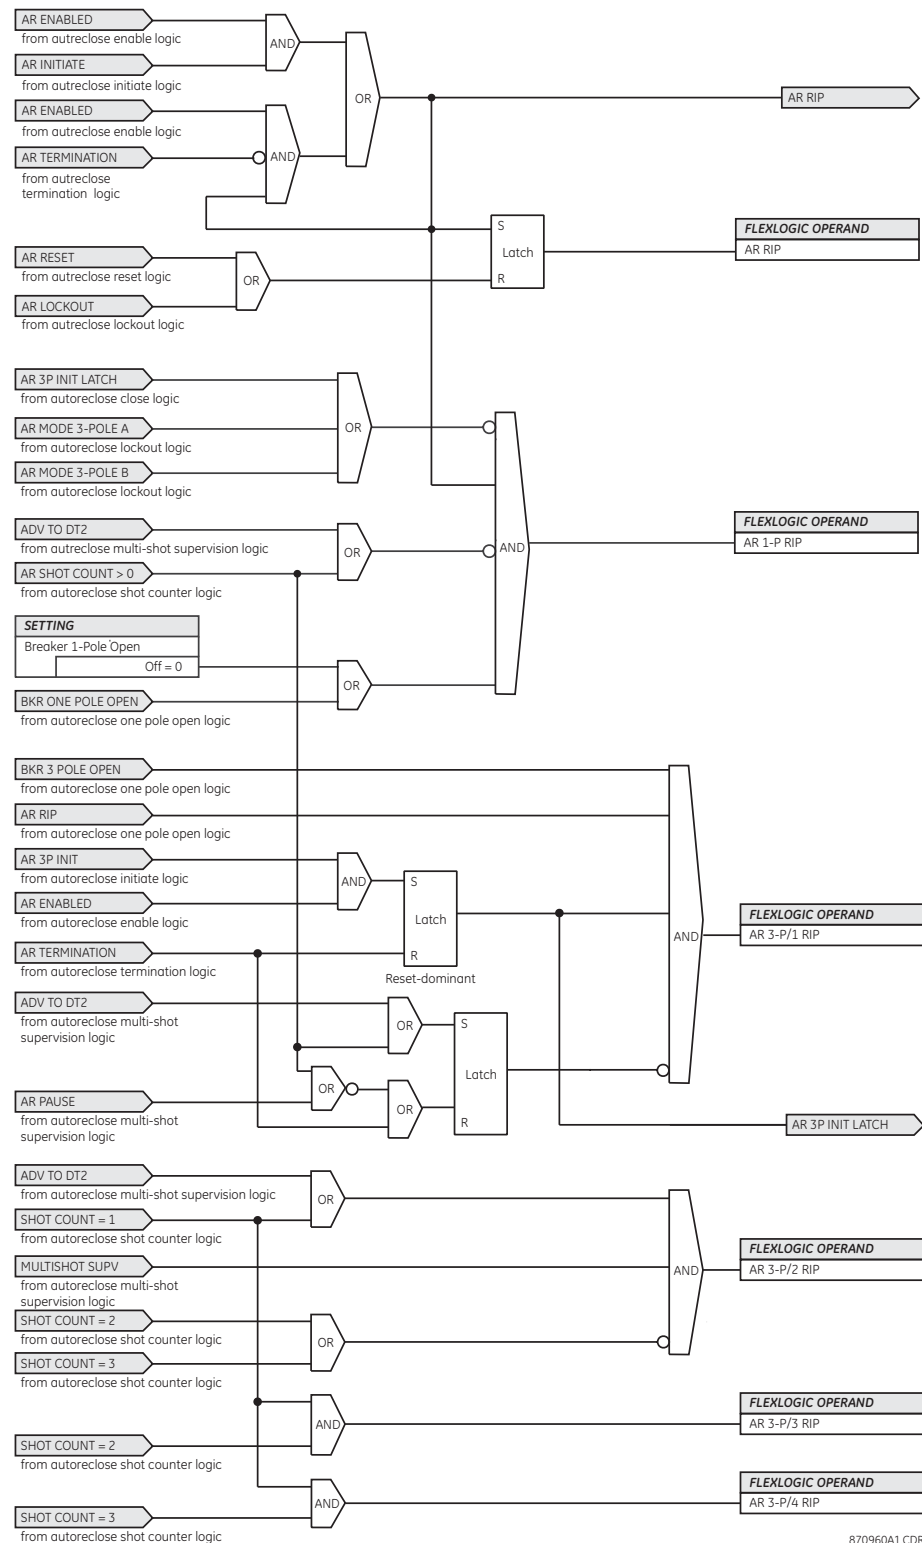 AR ENABLED
from autreclose enable logic
AND
AR INITIATE
from autreclose initiate logic
OR
AR RIP
AR ENABLED
from autreclose enable logic
AR TERMINATION
AND
from autreclose
termination logic
S
FLEXLOGIC OPERAND
AR RIP
Latch
AR RESET
from autreclose reset logic
OR
R
AR LOCKOUT
from autreclose lockout logic
AR 3P INIT LATCH
from autoreclose close logic
AR MODE 3-POLE A
OR
from autoreclose lockout logic
AR MODE 3-POLE B
from autoreclose lockout logic
ADV TO DT2
FLEXLOGIC OPERAND
AR 1-P RIP
from autreclose multi-shot supervision logic
OR
AND
AR SHOT COUNT > 0
from autoreclose shot counter logic
SETTING
Breaker 1-Pole Open
Off = 0
OR
BKR ONE POLE OPEN
from autoreclose one pole open logic
BKR 3 POLE OPEN
from autoreclose one pole open logic
AR RIP
from autoreclose one pole open logic
AR 3P INIT
from autoreclose initiate logic
AND
S
AR ENABLED
from autoreclose enable logic
Latch
FLEXLOGIC OPERAND
AR 3-P/1 RIP
AND
AR TERMINATION
from autoreclose termination logic
R
Reset-dominant
ADV TO DT2
from autoreclose multi-shot
supervision logic
OR
S
Latch
OR
AR PAUSE
OR
from autoreclose multi-shot
supervision logic
R
AR 3P INIT LATCH
ADV TO DT2
from autoreclose multi-shot supervision logic
OR
SHOT COUNT = 1
from autoreclose shot counter logic
FLEXLOGIC OPERAND
AR 3-P/2 RIP
MULTISHOT SUPV
AND
from autoreclose multi-shot
supervision logic
SHOT COUNT = 2
from autoreclose shot counter logic
OR
SHOT COUNT = 3
from autoreclose shot counter logic
FLEXLOGIC OPERAND
AR 3-P/3 RIP
AND
SHOT COUNT = 2
from autoreclose shot counter logic
FLEXLOGIC OPERAND
AR 3-P/4 RIP
AND
SHOT COUNT = 3
from autoreclose shot counter logic
870960A1.CDR